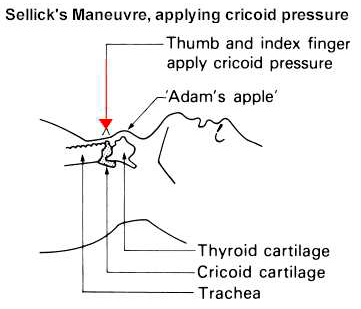 Sellick's Maneuvre, applying cricoid pressure
Thumb and index finger
apply cricoid pressure
'Adam's apple'
Thyroid cartilage
Cricoid cartilage
Trachea